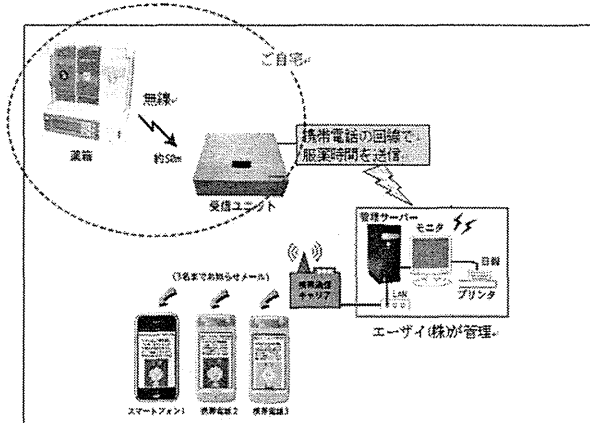 ご自宅
無線
薬箱
約50m
携帯電話の回線で
服薬時間を送信
受信ユニット
管理サーバー
モニタ
日報
プリンタ
LAN
(3名までお知らせメール)
携帯通信
キャリア
エーザイ(株)が管理
スマートフォン1
携帯電話2
携帯電話3